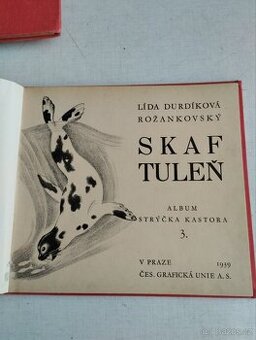 LÍDA DURDÍKOVÁ
ROŽANKOVSKÝ
SKAF
TULEŇ
ALBUM
STRÝČKA KASTORA
3.
V PRAZE 1939
ČES. GRAFICKÁ UNIE A. S.